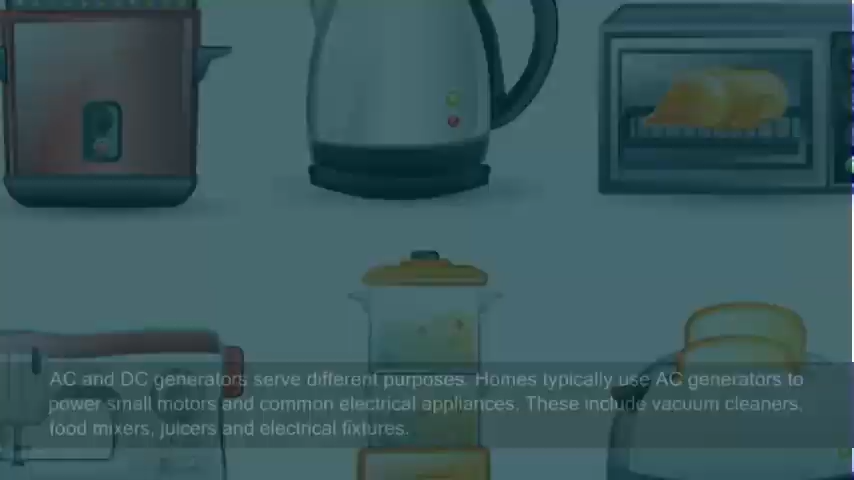 AC and DC generators serve different purposes. Homes typically use AC generators to
power small motors and common electrical appliances. These include vacuum cleaners,
food mixers, juicers and electrical fixtures.